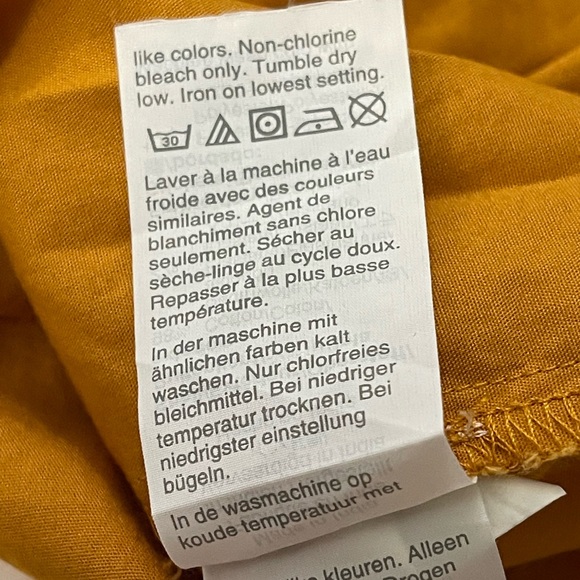 like colors. Non-chlorine
bleach only. Tumble dry
low. Iron on lowest setting.
30
Laver à la machine à l'eau
froide avec des couleurs
similaires. Agent de
blanchiment sans chlore
seulement. Sécher au
sèche-linge au cycle doux.
Repasser à la plus basse
température.
In der maschine mit
ähnlichen farben kalt
waschen. Nur chlorfreies
bleichmittel. Bei niedriger
temperatur trocknen. Bei
niedrigster einstellung
bügeln.
In de wasmachine op
koude temperatuur met
kleuren. Alleen
Drogen